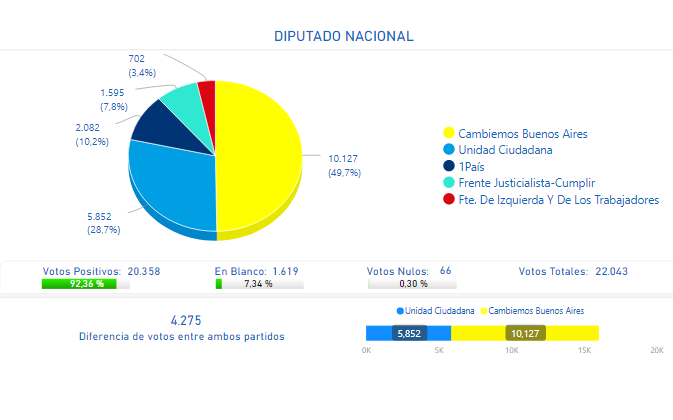 DIPUTADO NACIONAL
702
(3,4%)
1.595
(7,8%)
2.082
(10,2%)
5.852
(28,7%)
10.127
(49,7%)
Cambiemos Buenos Aires
Unidad Ciudadana
1País
Frente Justicialista-Cumplir
Fte. De Izquierda Y De Los Trabajadores
Votos Positivos: 20.358
92,36 %
En Blanco: 1.619
7,34 %
Votos Nulos: 66
0,30 %
Votos Totales: 22.043
4.275
Diferencia de votos entre ambos partidos
Unidad Ciudadana Cambiemos Buenos Aires
5,852 10,127
0K 5K 10K 15K 20K